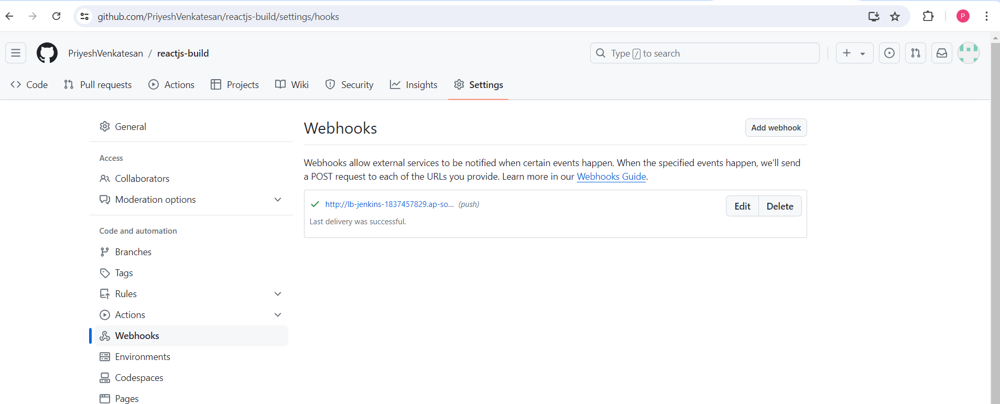 github.com/PriyeshVenkatesan/reactjs-build/settings/hooks
P
PriyeshVenkatesan / reactjs-build
Type / to search
Code Pull requests Actions Projects Wiki Security Insights Settings
General
Access
Collaborators
Moderation options
Code and automation
Branches
Tags
Rules
Actions
Webhooks
Environments
Codespaces
Pages
Webhooks
Add webhook
Webhooks allow external services to be notified when certain events happen. When the specified events happen, we'll send
a POST request to each of the URLs you provide. Learn more in our Webhooks Guide.
http://lb-jenkins-1837457829.ap-so... (push)
Edit Delete
Last delivery was successful.